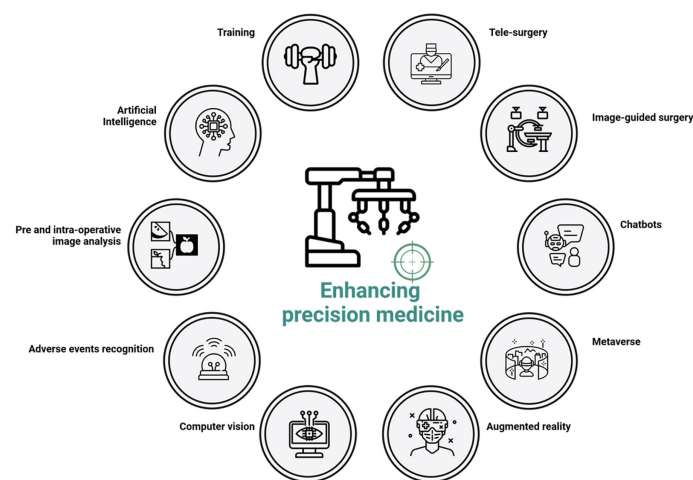 Training
Tele-surgery
Artificial
Intelligence
Image-guided surgery
Pre and intra-operative
image analysis
Chatbots
Enhancing
precision medicine
Adverse events recognition
Metaverse
Computer vision
Augmented reality